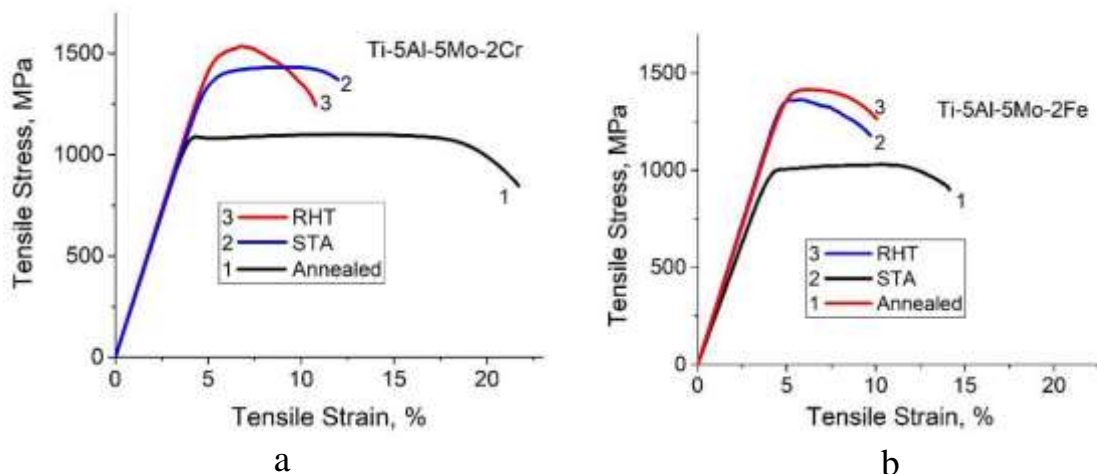 Ti-5Al-5Mo-2Cr
Tensile Stress, MPa
1500
1000
500
0
2
3
1
3 RHT
2 STA
1 Annealed
0 5 10 15 20
Tensile Strain, %
a
Ti-5Al-5Mo-2Fe
Tensile Stress, MPa
1500
1000
500
0
3
2
1
3 RHT
2 STA
1 Annealed
0 5 10 15 20
Tensile Strain, %
b